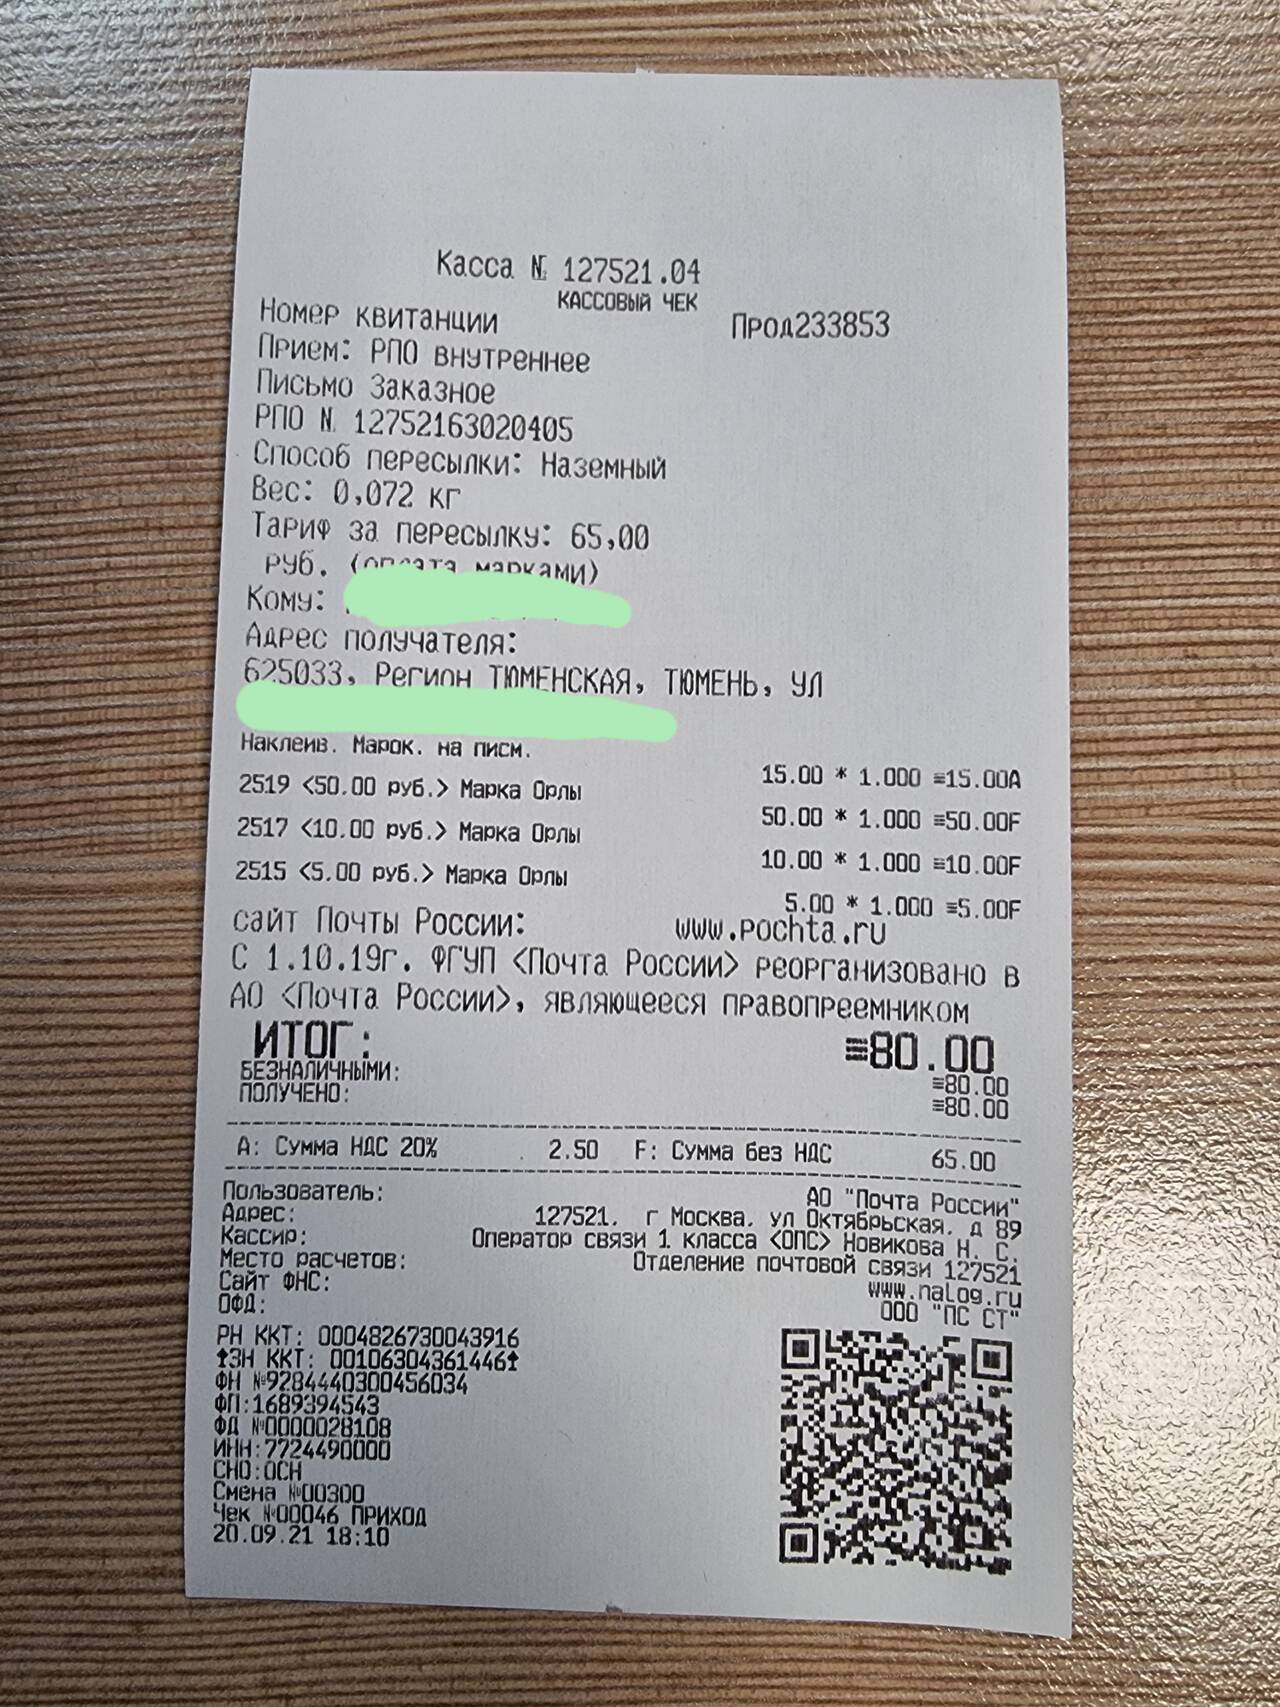 Касса № 127521.04
КАССОВЫЙ ЧЕК
Номер квитанции Прод233853
Прием: РПО внутреннее
Письмо Заказное
РПО № 12752163020405
Способ пересылки: Наземный
Вес: 0,072 кг
Тариф за пересылку: 65,00
руб. (оплата марками)
Кому:
Адрес получателя:
625033, Регион ТЮМЕНСКАЯ, ТЮМЕНЬ, УЛ
Наклеив. Марок. на писм.
15.00 * 1.000 ≡15.00А
2519 <50.00 руб.> Марка Орлы
50.00 * 1.000 ≡50.00F
2517 <10.00 руб.> Марка Орлы
10.00 * 1.000 ≡10.00F
2515 <5.00 руб.> Марка Орлы
5.00 * 1.000 ≡5.00F
сайт Почты России: www.pochta.ru
С 1.10.19г. ФГУП <Почта России> реорганизовано в
АО <Почта России>, являющееся правопреемником
ИТОГ: ≡80.00
БЕЗНАЛИЧНЫМИ: ≡80.00
ПОЛУЧЕНО: ≡80.00
А: Сумма НДС 20% 2.50 F: Сумма без НДС 65.00
Пользователь: АО "Почта России"
Адрес: 127521, г Москва, ул Октябрьская, д 89
Кассир: Оператор связи 1 класса <ОПС> Новикова Н. С.
Место расчетов: Отделение почтовой связи 127521
Сайт ФНС: www.nalog.ru
ОФД: ООО "ПС СТ"
РН ККТ: 0004826730043916
↑ЗН ККТ: 00106304361446↑
ФН №9284440300456034
ФП:1689394543
ФД №0000028108
ИНН:7724490000
СНО:ОСН
Смена №00300
Чек №00046 ПРИХОД
20.09.21 18:10